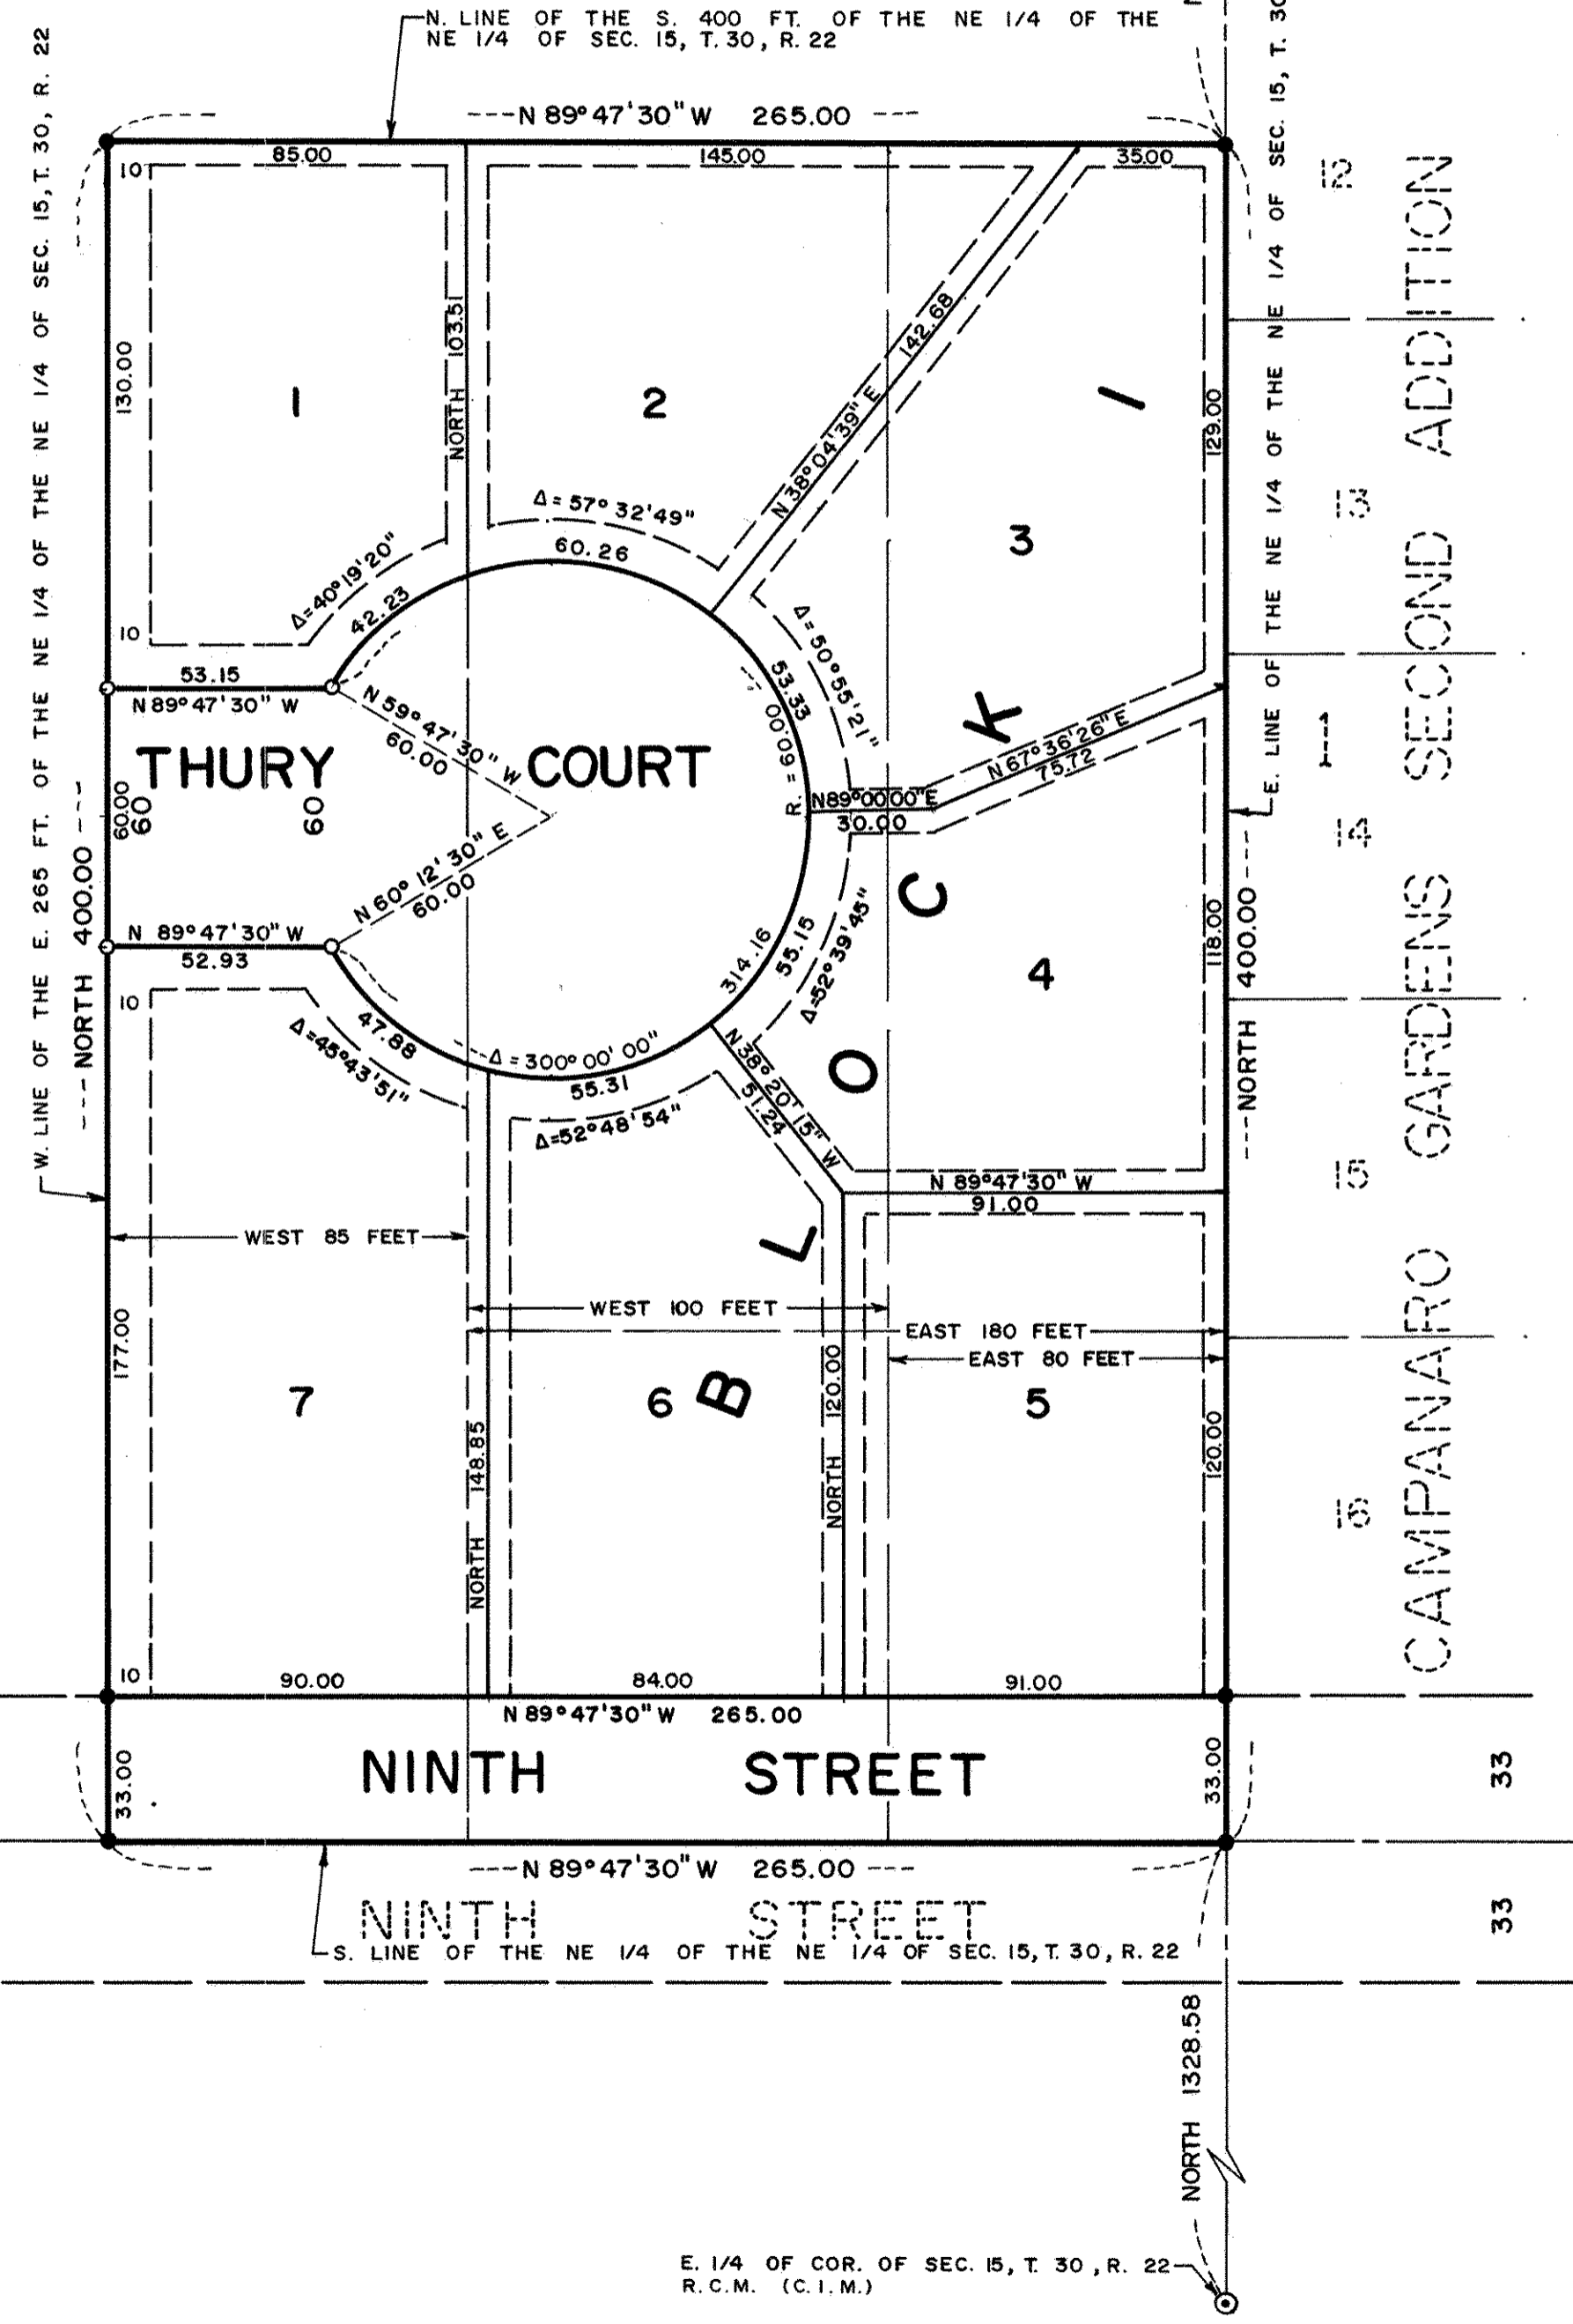 N. LINE OF THE S. 400 FT. OF THE NE 1/4 OF THE
NE 1/4 OF SEC. 15, T. 30, R. 22
W. LINE OF THE E. 265 FT. OF THE NE 1/4 OF THE NE 1/4 OF SEC. 15, T. 30, R. 22
E. LINE OF THE NE 1/4 OF THE NE 1/4 OF SEC. 15, T. 30
N 89°47'30" W 265.00
85.00
145.00
35.00
10
130.00
NORTH 103.51
1
2
N 38°04'39" E 142.68
3
1
129.00
12
13
Δ = 57° 32' 49"
60.26
Δ=40°19'20"
42.23
10
53.15
N 89°47'30" W
N 59°47'30" W
60.00
Δ = 50°55'21"
53.33
R. = 60.00
THURY COURT
60.00
60
60
N 60° 12' 30" E
60.00
N89°00'00"E
30.00
N 67°36'26" E
75.72
BLOCK
NORTH 400.00
N 89°47'30" W
52.93
10
47.88
Δ=45°43'51"
Δ = 300° 00' 00"
314.16
55.31
Δ=52°48'54"
55.15
Δ=52°39'45"
N 38°20'15" W
51.24
4
118.00
NORTH 400.00
11
14
15
16
CAMPANARO GARDENS SECOND ADDITION
N 89°47'30" W
91.00
WEST 85 FEET
WEST 100 FEET
EAST 180 FEET
EAST 80 FEET
177.00
7
NORTH 148.85
6
NORTH 120.00
5
120.00
10
90.00
84.00
91.00
N 89°47'30" W 265.00
33.00
NINTH STREET
33.00
33
N 89°47'30" W 265.00
NINTH STREET
33
S. LINE OF THE NE 1/4 OF THE NE 1/4 OF SEC. 15, T. 30, R. 22
NORTH 1328.58
E. 1/4 OF COR. OF SEC. 15, T. 30, R. 22
R.C.M. (C.I.M.)